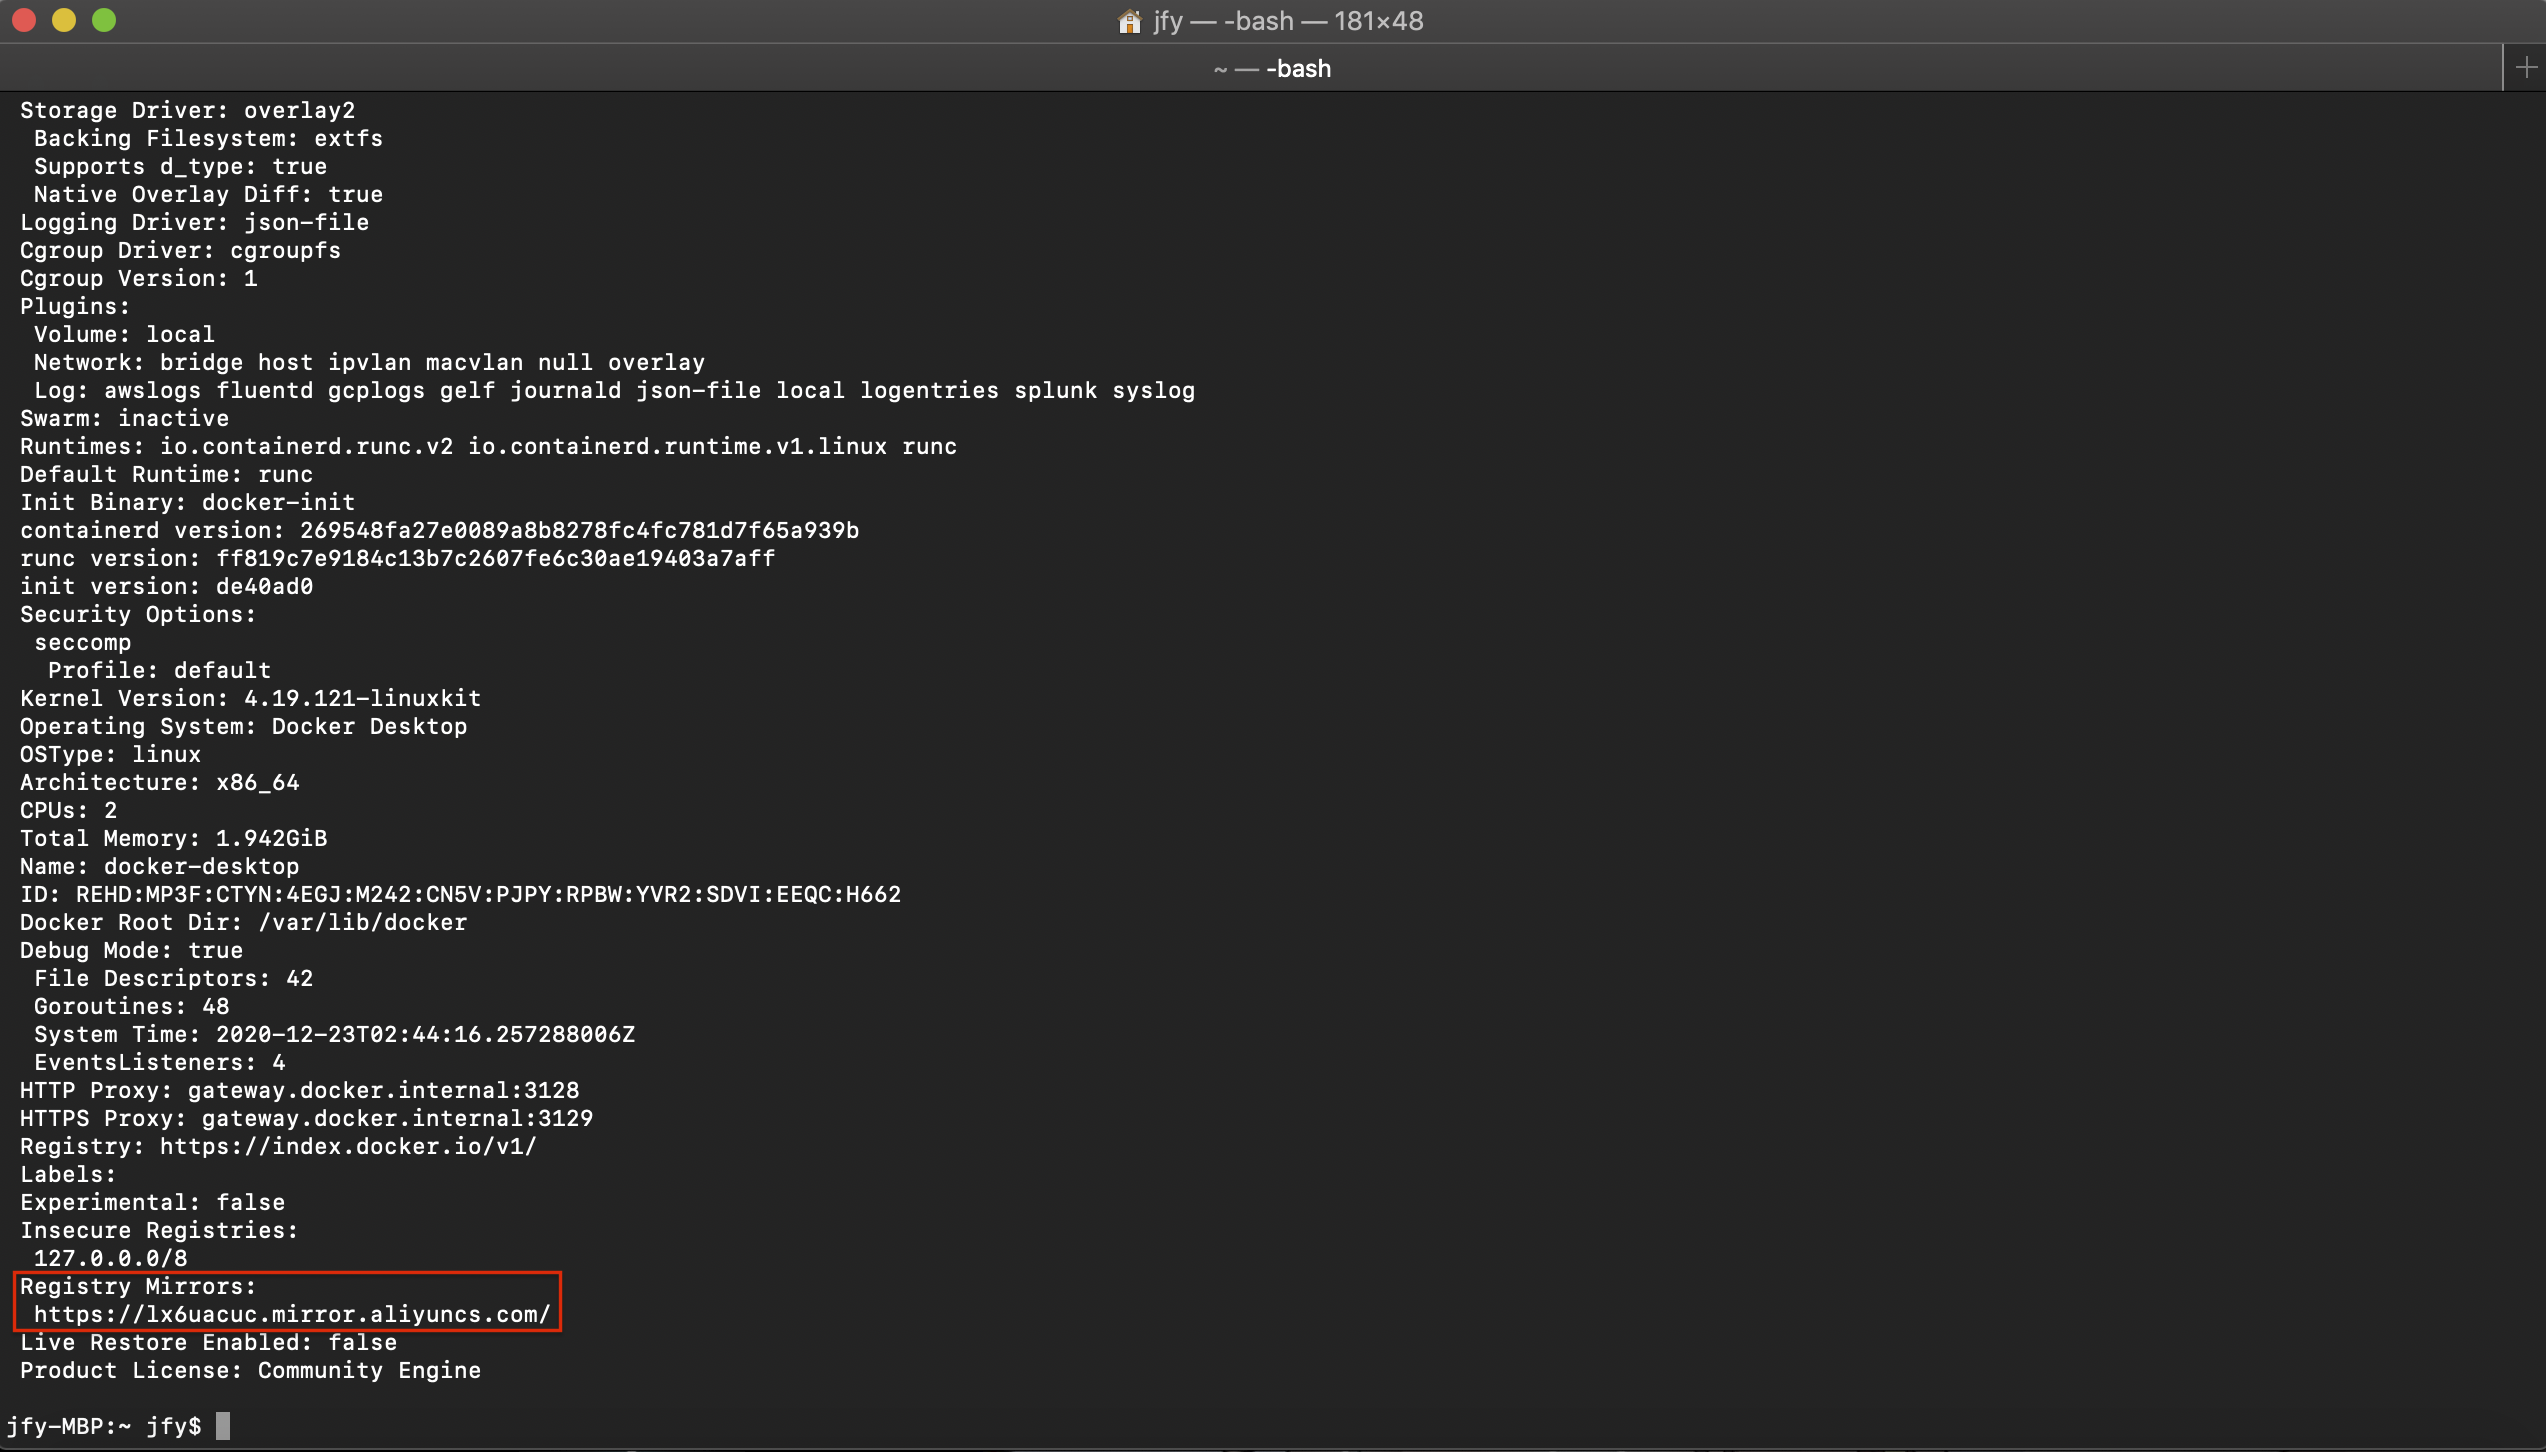 jfy — -bash — 181×48
~ — -bash
Storage Driver: overlay2
Backing Filesystem: extfs
Supports d_type: true
Native Overlay Diff: true
Logging Driver: json-file
Cgroup Driver: cgroupfs
Cgroup Version: 1
Plugins:
Volume: local
Network: bridge host ipvlan macvlan null overlay
Log: awslogs fluentd gcplogs gelf journald json-file local logentries splunk syslog
Swarm: inactive
Runtimes: io.containerd.runc.v2 io.containerd.runtime.v1.linux runc
Default Runtime: runc
Init Binary: docker-init
containerd version: 269548fa27e0089a8b8278fc4fc781d7f65a939b
runc version: ff819c7e9184c13b7c2607fe6c30ae19403a7aff
init version: de40ad0
Security Options:
seccomp
Profile: default
Kernel Version: 4.19.121-linuxkit
Operating System: Docker Desktop
OSType: linux
Architecture: x86_64
CPUs: 2
Total Memory: 1.942GiB
Name: docker-desktop
ID: REHD:MP3F:CTYN:4EGJ:M242:CN5V:PJPY:RPBW:YVR2:SDVI:EEQC:H662
Docker Root Dir: /var/lib/docker
Debug Mode: true
File Descriptors: 42
Goroutines: 48
System Time: 2020-12-23T02:44:16.257288006Z
EventsListeners: 4
HTTP Proxy: gateway.docker.internal:3128
HTTPS Proxy: gateway.docker.internal:3129
Registry: https://index.docker.io/v1/
Labels:
Experimental: false
Insecure Registries:
127.0.0.0/8
Registry Mirrors:
https://lx6uacuc.mirror.aliyuncs.com/
Live Restore Enabled: false
Product License: Community Engine
jfy-MBP:~ jfy$